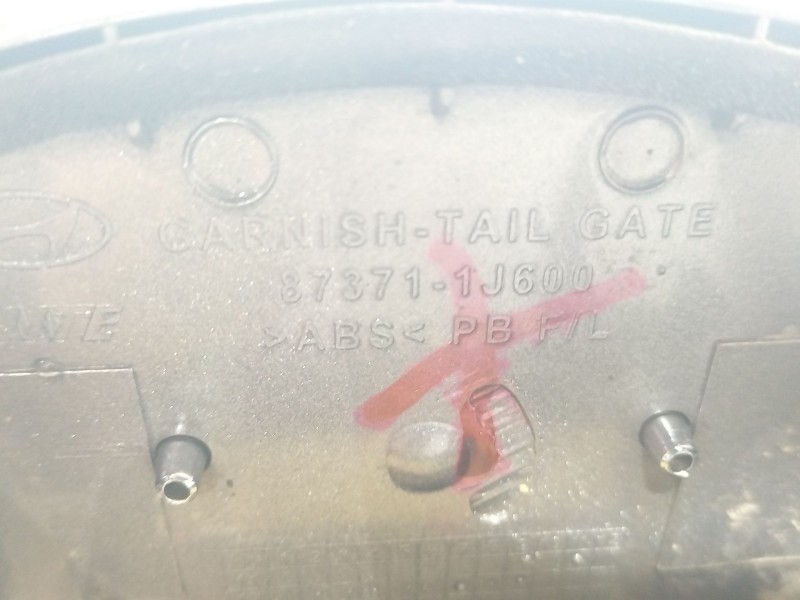 GARNISH-TAIL GATE
87371-1J600
>ABS< PB F/L